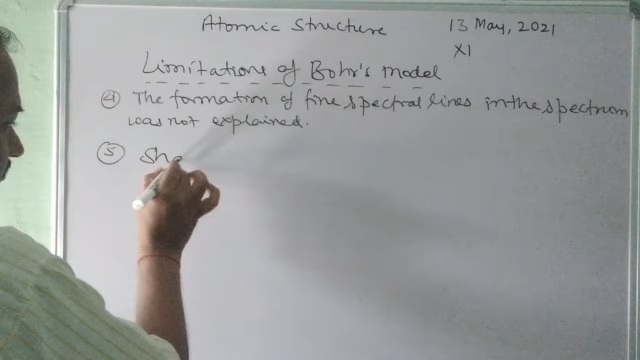 Atomic Structure 13 May, 2021
XI
Limitations of Bohr's model
④ The formation of fine spectral lines in the spectrum
was not explained.
⑤ Sha